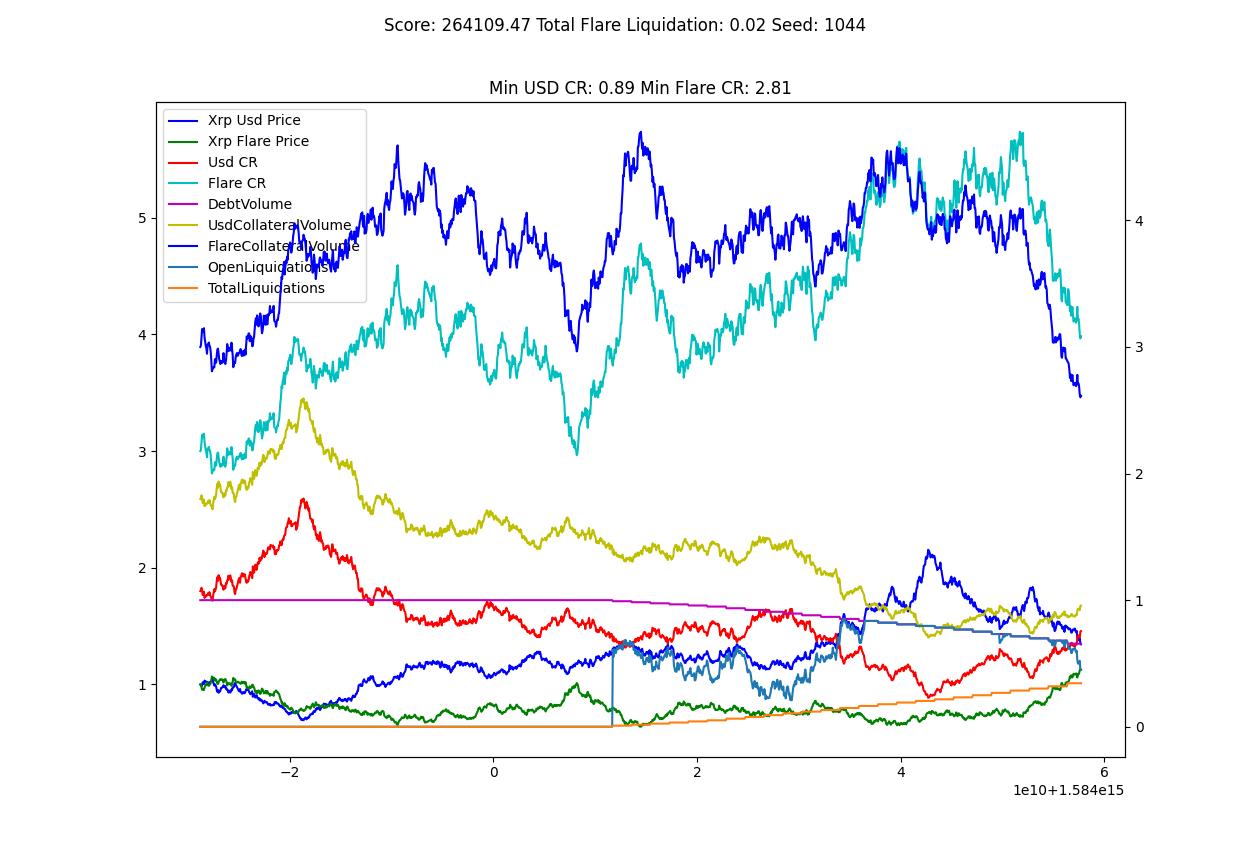 Score: 264109.47 Total Flare Liquidation: 0.02 Seed: 1044
Min USD CR: 0.89 Min Flare CR: 2.81
Xrp Usd Price
Xrp Flare Price
Usd CR
Flare CR
DebtVolume
UsdCollateralVolume
FlareCollateralVolume
OpenLiquidations
TotalLiquidations
5
4
3
2
1
4
3
2
1
0
−2
0
2
4
6
1e10+1.584e15